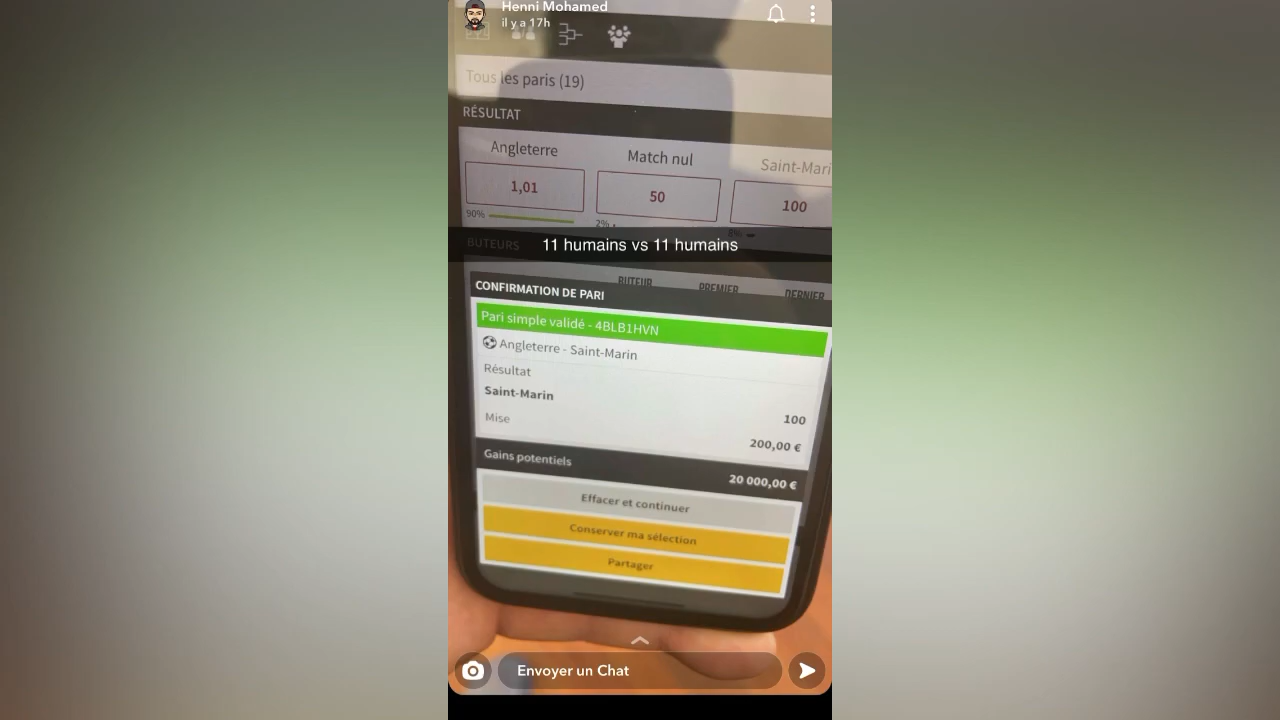 Henni Mohamed
il y a 17h
Tous les paris (19)
RÉSULTAT
Angleterre
Match nul
Saint-Mari
1,01
50
100
90%
2%
8%
BUTEURS
11 humains vs 11 humains
BUTEUR
PREMIER
DERNIER
CONFIRMATION DE PARI
Pari simple validé - 4BLB1HVN
Angleterre - Saint-Marin
Résultat
Saint-Marin
100
Mise
200,00 €
Gains potentiels
20 000,00 €
Effacer et continuer
Conserver ma sélection
Partager
Envoyer un Chat